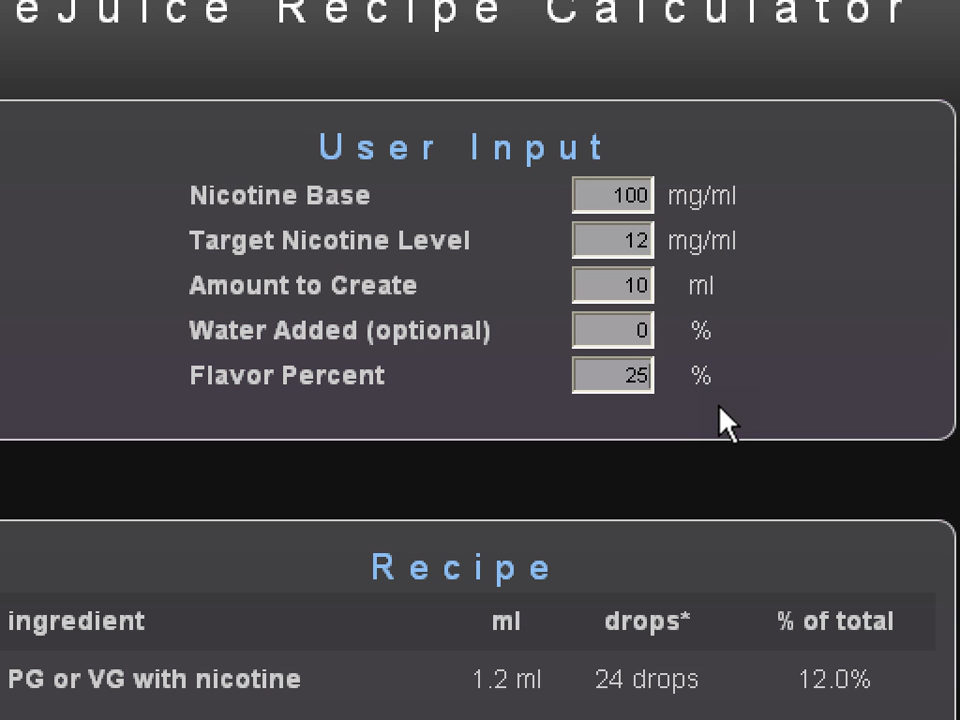 eJuice Recipe Calculator
User Input
Nicotine Base 100 mg/ml
Target Nicotine Level 12 mg/ml
Amount to Create 10 ml
Water Added (optional) 0 %
Flavor Percent 25 %
Recipe
ingredient ml drops* % of total
PG or VG with nicotine 1.2 ml 24 drops 12.0%